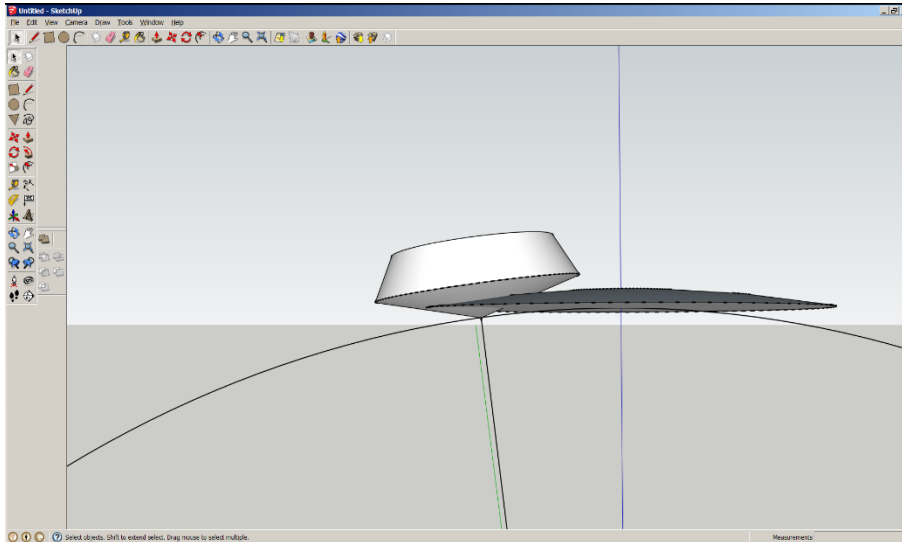 Untitled - SketchUp
File Edit View Camera Draw Tools Window Help
Select objects. Shift to extend select. Drag mouse to select multiple.
Measurements